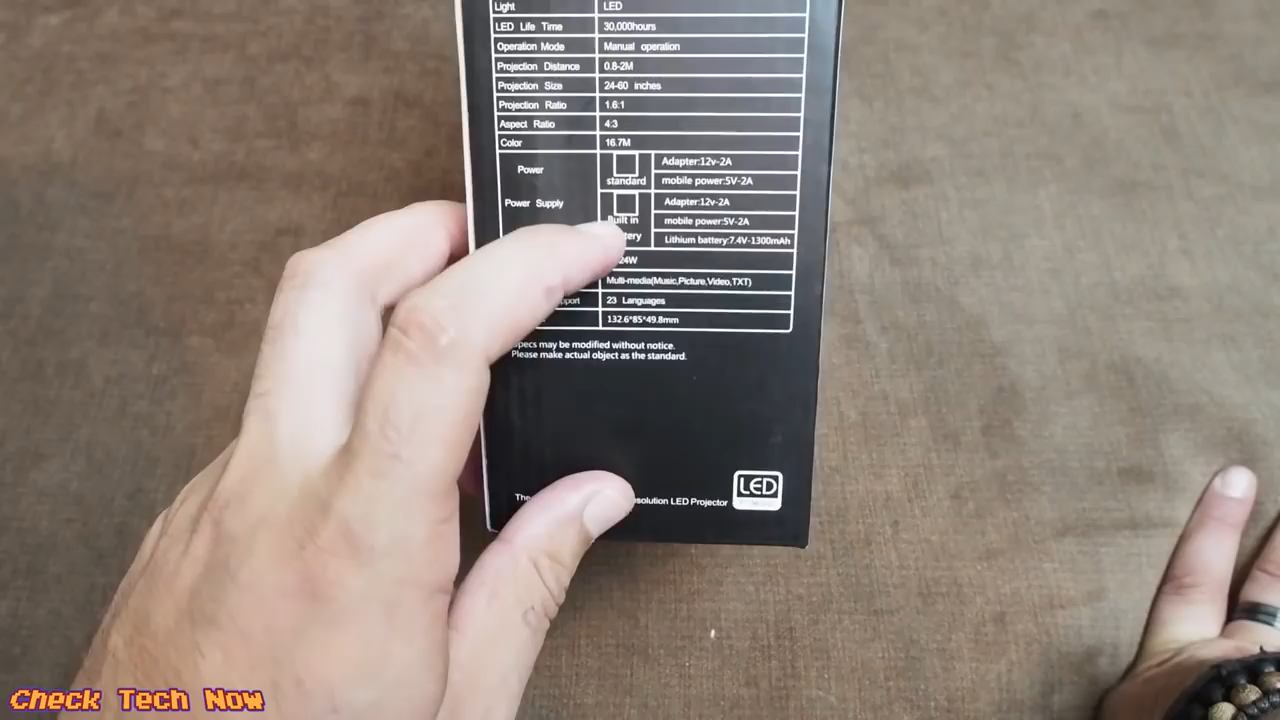 Light LED
LED Life Time 30,000hours
Operation Mode Manual operation
Projection Distance 0.8-2M
Projection Size 24-60 inches
Projection Ratio 1.6:1
Aspect Ratio 4:3
Color 16.7M
Power standard Adapter:12v-2A
mobile power:5V-2A
Power Supply Built in Adapter:12v-2A
mobile power:5V-2A
Lithium battery:7.4V-1300mAh
24W
Multi-media(Music,Picture,Video,TXT)
23 Languages
132.6*85*49.8mm
Specs may be modified without notice.
Please make actual object as the standard.
LED Projector
LED
Check Tech Now